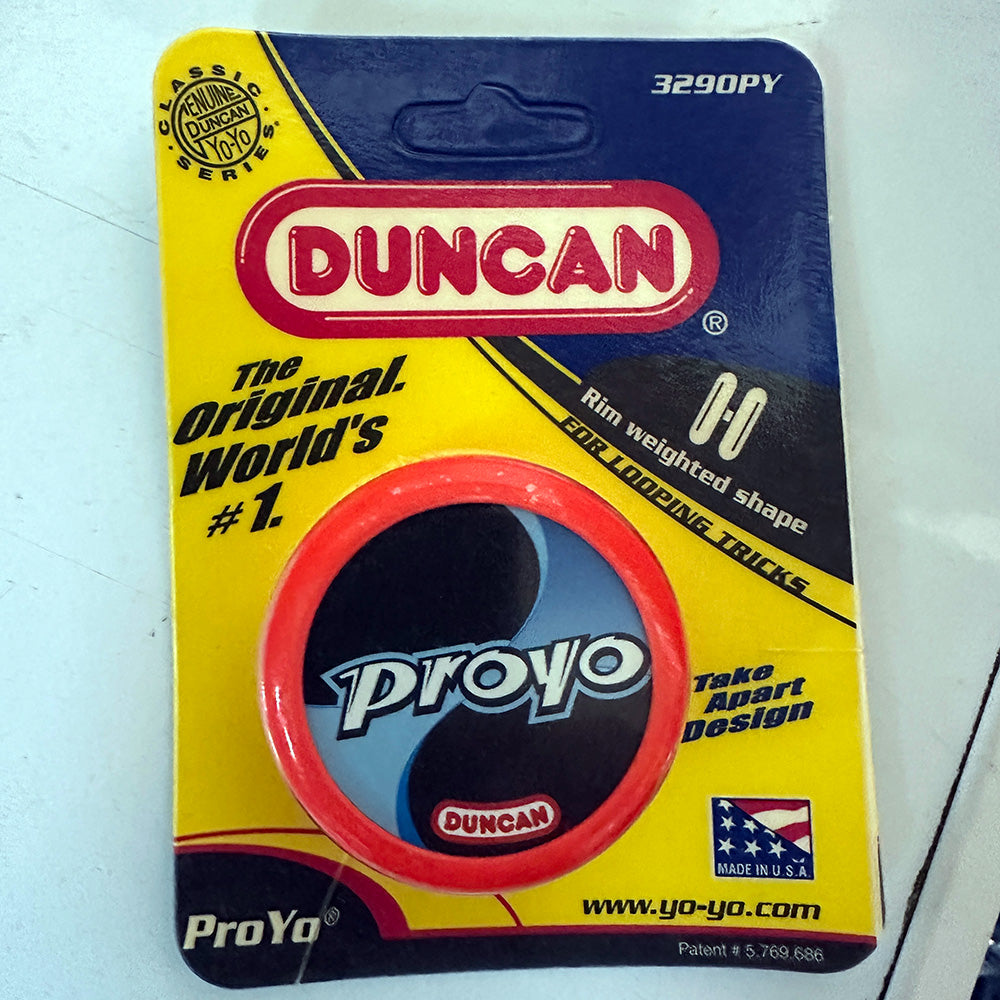 CLASSIC
GENUINE
DUNCAN
YO-YO
SERIES
3290PY
DUNCAN
®
The
Original.
World's
#1.
Rim weighted shape
FOR LOOPING TRICKS
proyo
DUNCAN
Take
Apart
Design
MADE IN U.S.A.
www.yo-yo.com
ProYo®
Patent # 5,769,686